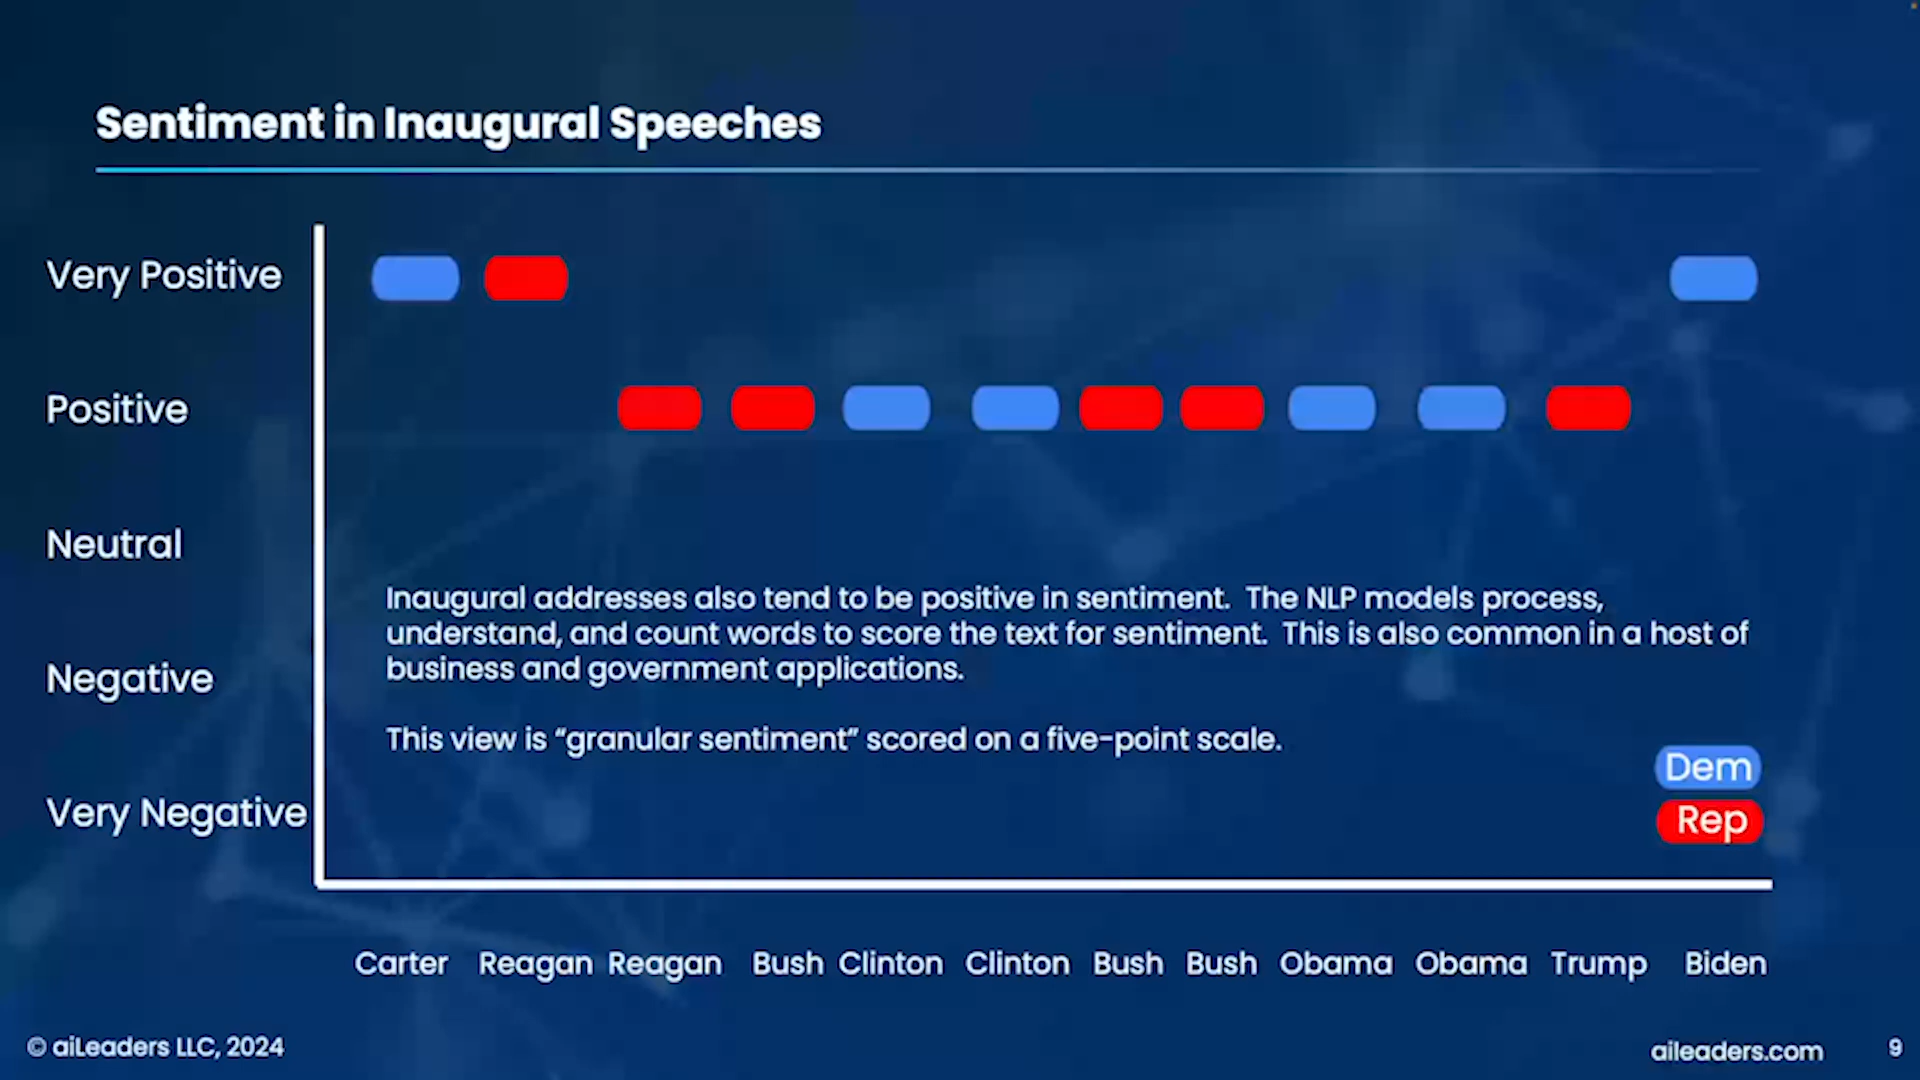 Sentiment in Inaugural Speeches
Very Positive
Positive
Neutral
Negative
Very Negative
Inaugural addresses also tend to be positive in sentiment.  The NLP models process,
understand, and count words to score the text for sentiment.  This is also common in a host of
business and government applications.
This view is “granular sentiment” scored on a five-point scale.
Dem
Rep
Carter Reagan Reagan Bush Clinton Clinton Bush Bush Obama Obama Trump Biden
© aiLeaders LLC, 2024
aileaders.com 9